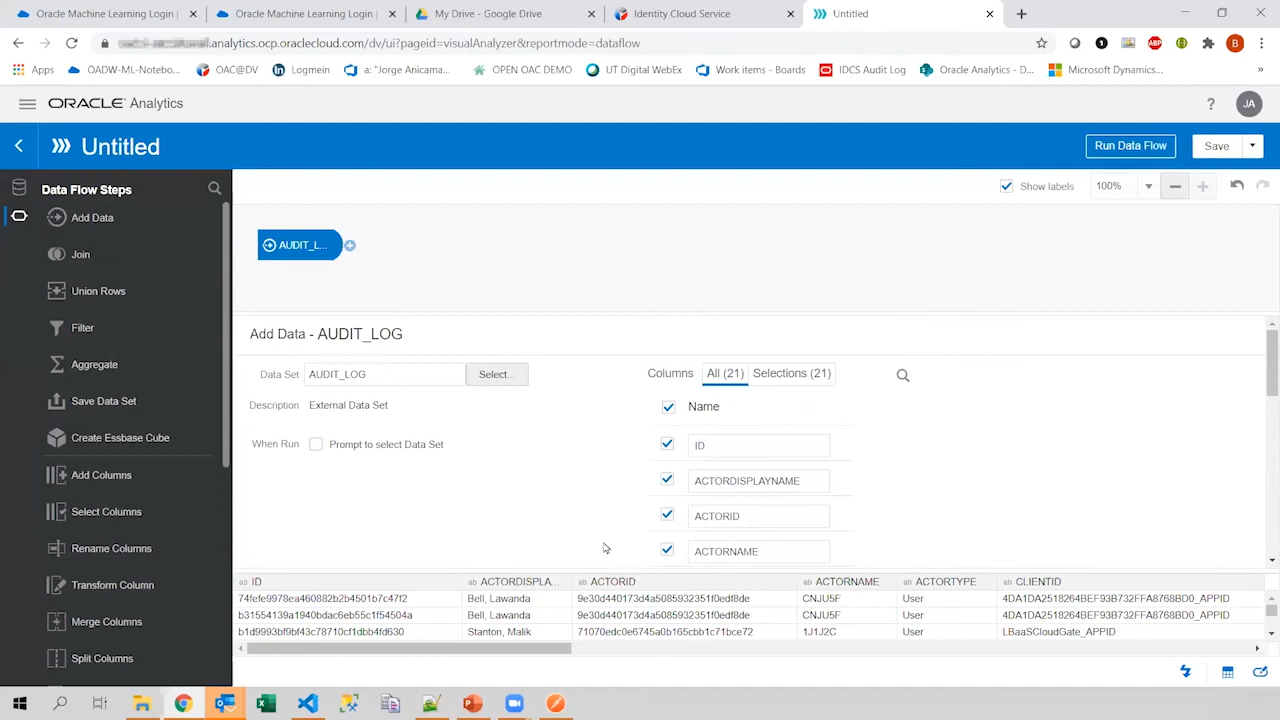 Oracle Machine Learning Login |
Oracle Machine Learning Login |
My Drive - Google Drive
Identity Cloud Service
Untitled
.analytics.ocp.oraclecloud.com/dv/ui?pageid=visualAnalyzer&reportmode=dataflow
ABP
B
Apps
OADW-ML-Notebo...
OAC@DV
Logmein
a: "Jorge Anicama...
OPEN OAC DEMO
UT Digital WebEx
Work items - Boards
IDCS Audit Log
Oracle Analytics - D...
Microsoft Dynamics...
»
ORACLE Analytics
?
JA
Untitled
Run Data Flow
Save
Data Flow Steps
Show labels
100%
Add Data
Join
Union Rows
Filter
Aggregate
Save Data Set
Create Essbase Cube
Add Columns
Select Columns
Rename Columns
Transform Column
Merge Columns
Split Columns
AUDIT_L...
Add Data - AUDIT_LOG
Data Set
AUDIT_LOG
Select...
Description
External Data Set
When Run
Prompt to select Data Set
Columns
All (21)
Selections (21)
Name
ID
ACTORDISPLAYNAME
ACTORID
ACTORNAME
ab ID
ab ACTORDISPLA...
ab ACTORID
ab ACTORNAME
ab ACTORTYPE
ab CLIENTID
74fefe9978ea460882b2b4501b7c47f2
Bell, Lawanda
9e30d440173d4a5085932351f0edf8de
CNJU5F
User
4DA1DA2518264BEF93B732FFA8768BD0_APPID
b31554139a1940bdac6eb55c1f54504a
Bell, Lawanda
9e30d440173d4a5085932351f0edf8de
CNJU5F
User
4DA1DA2518264BEF93B732FFA8768BD0_APPID
b1d9993bf9bf43c78710cf1dbb4fd630
Stanton, Malik
71070edc0e6745a0b165cbb1c71bce72
1J1J2C
User
LBaaSCloudGate_APPID